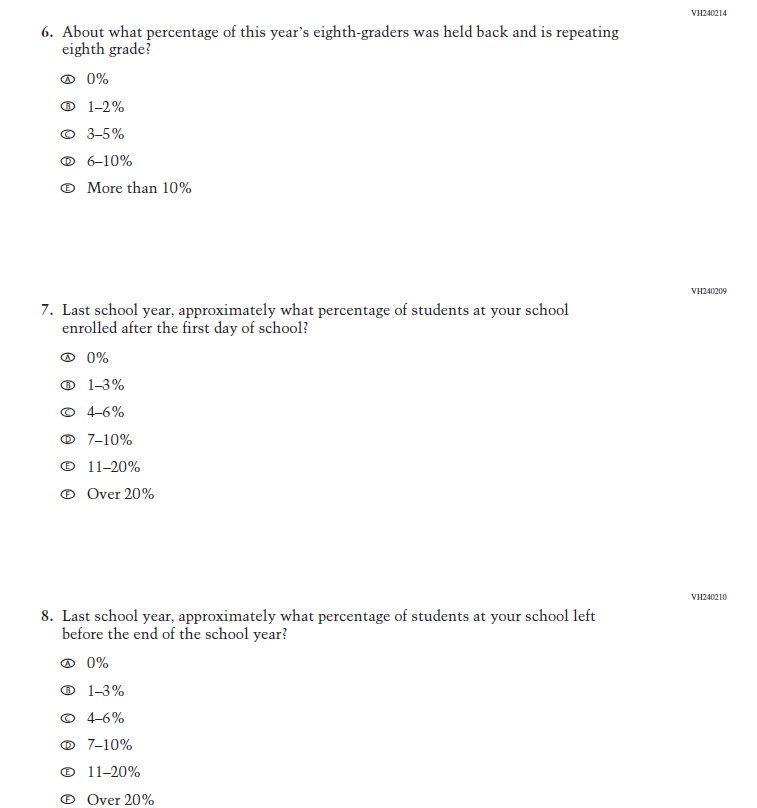 VH240214
6. About what percentage of this year's eighth-graders was held back and is repeating
eighth grade?
Ⓐ 0%
Ⓑ 1–2%
Ⓒ 3–5%
Ⓓ 6–10%
Ⓔ More than 10%
VH240209
7. Last school year, approximately what percentage of students at your school
enrolled after the first day of school?
Ⓐ 0%
Ⓑ 1–3%
Ⓒ 4–6%
Ⓓ 7–10%
Ⓔ 11–20%
Ⓕ Over 20%
VH240210
8. Last school year, approximately what percentage of students at your school left
before the end of the school year?
Ⓐ 0%
Ⓑ 1–3%
Ⓒ 4–6%
Ⓓ 7–10%
Ⓔ 11–20%
Ⓕ Over 20%